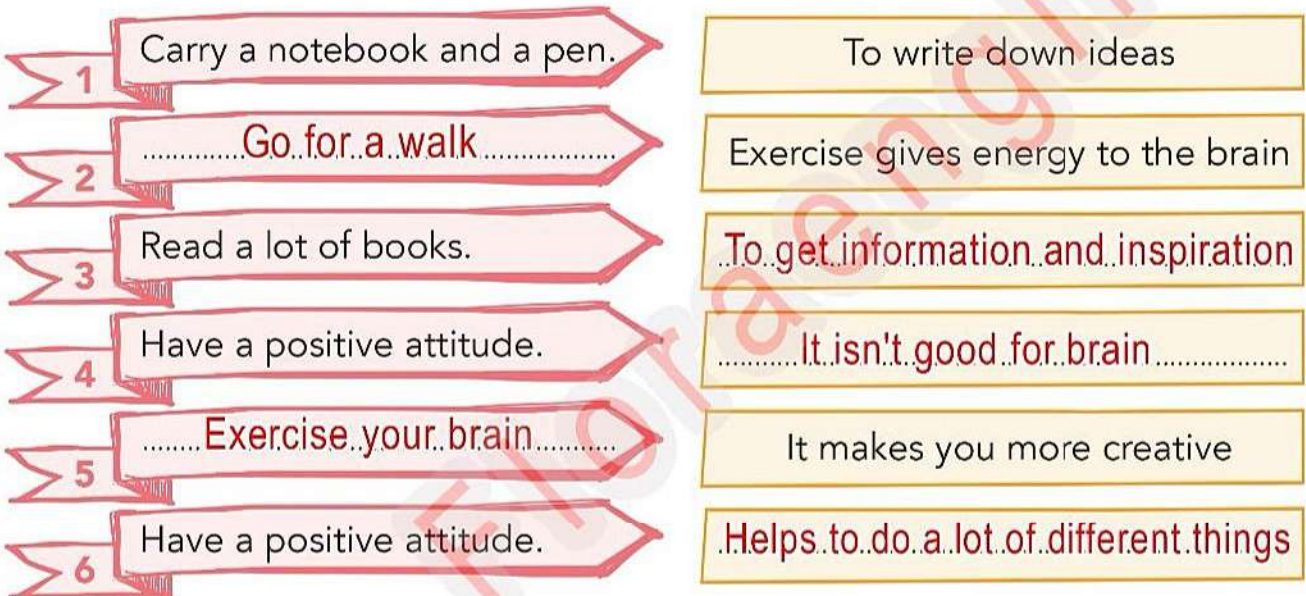 1 Carry a notebook and a pen. To write down ideas
2 Go for a walk Exercise gives energy to the brain
3 Read a lot of books. To get information and inspiration
4 Have a positive attitude. It isn't good for brain
5 Exercise your brain It makes you more creative
6 Have a positive attitude. Helps to do a lot of different things